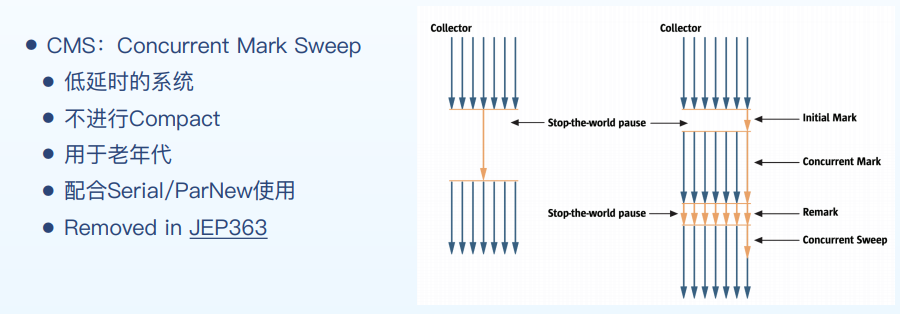 CMS：Concurrent Mark Sweep
低延时的系统
不进行Compact
用于老年代
配合Serial/ParNew使用
Removed in JEP363
Collector
Collector
Stop-the-world pause
Initial Mark
Concurrent Mark
Stop-the-world pause
Remark
Concurrent Sweep